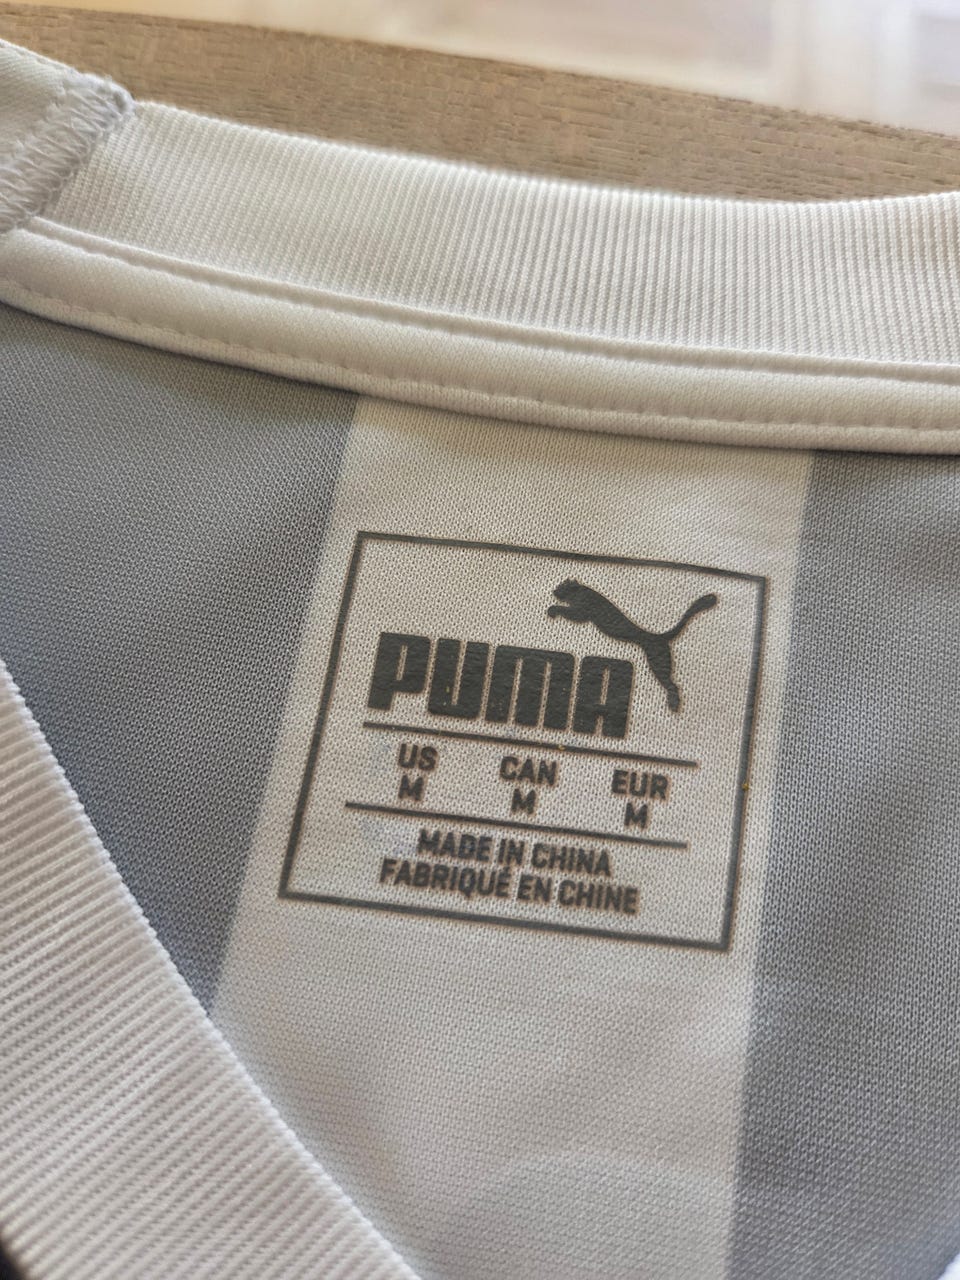 PUMA
US CAN EUR
M M M
MADE IN CHINA
FABRIQUÉ EN CHINE